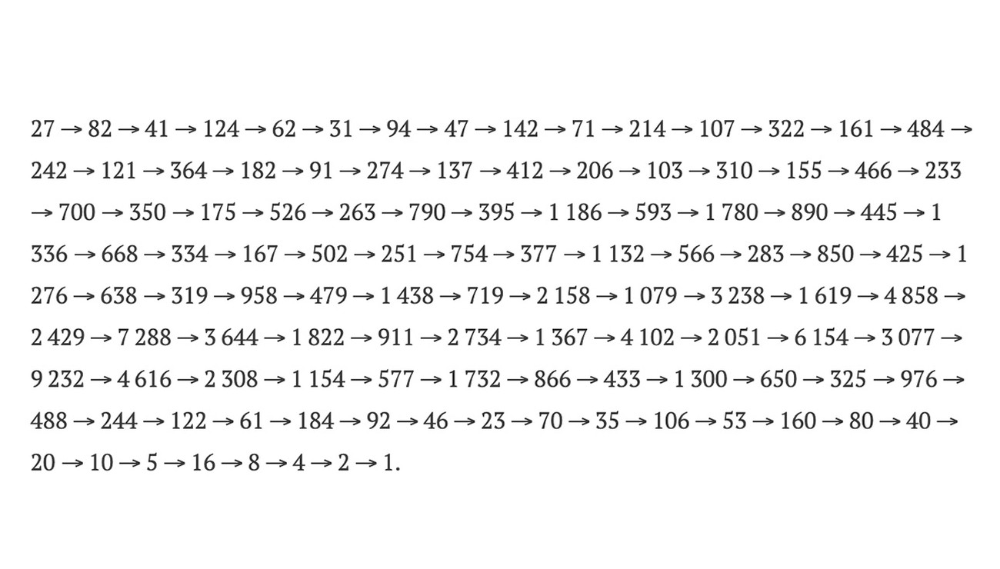 27 → 82 → 41 → 124 → 62 → 31 → 94 → 47 → 142 → 71 → 214 → 107 → 322 → 161 → 484 →
242 → 121 → 364 → 182 → 91 → 274 → 137 → 412 → 206 → 103 → 310 → 155 → 466 → 233
→ 700 → 350 → 175 → 526 → 263 → 790 → 395 → 1 186 → 593 → 1 780 → 890 → 445 → 1
336 → 668 → 334 → 167 → 502 → 251 → 754 → 377 → 1 132 → 566 → 283 → 850 → 425 → 1
276 → 638 → 319 → 958 → 479 → 1 438 → 719 → 2 158 → 1 079 → 3 238 → 1 619 → 4 858 →
2 429 → 7 288 → 3 644 → 1 822 → 911 → 2 734 → 1 367 → 4 102 → 2 051 → 6 154 → 3 077 →
9 232 → 4 616 → 2 308 → 1 154 → 577 → 1 732 → 866 → 433 → 1 300 → 650 → 325 → 976 →
488 → 244 → 122 → 61 → 184 → 92 → 46 → 23 → 70 → 35 → 106 → 53 → 160 → 80 → 40 →
20 → 10 → 5 → 16 → 8 → 4 → 2 → 1.